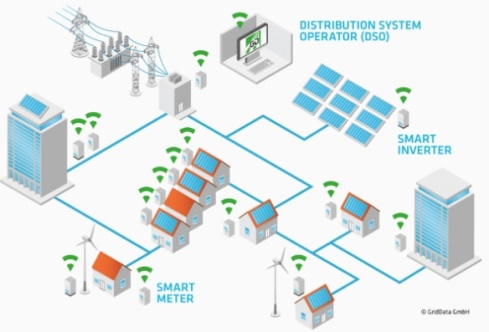 DISTRIBUTION SYSTEM
OPERATOR (DSO)
SMART
INVERTER
SMART
METER
© GridData GmbH